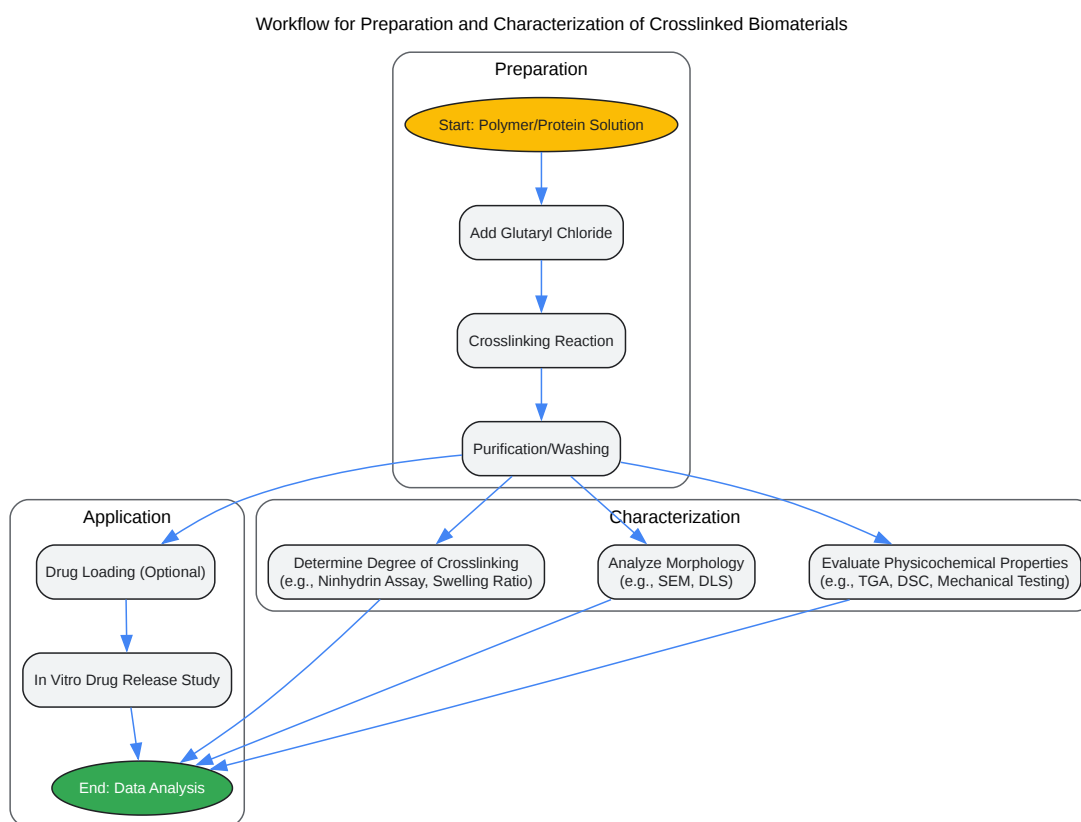 Workflow for Preparation and Characterization of Crosslinked Biomaterials
Preparation
Start: Polymer/Protein Solution
Add Glutaryl Chloride
Crosslinking Reaction
Purification/Washing
Application
Drug Loading (Optional)
In Vitro Drug Release Study
End: Data Analysis
Characterization
Determine Degree of Crosslinking
(e.g., Ninhydrin Assay, Swelling Ratio)
Analyze Morphology
(e.g., SEM, DLS)
Evaluate Physicochemical Properties
(e.g., TGA, DSC, Mechanical Testing)